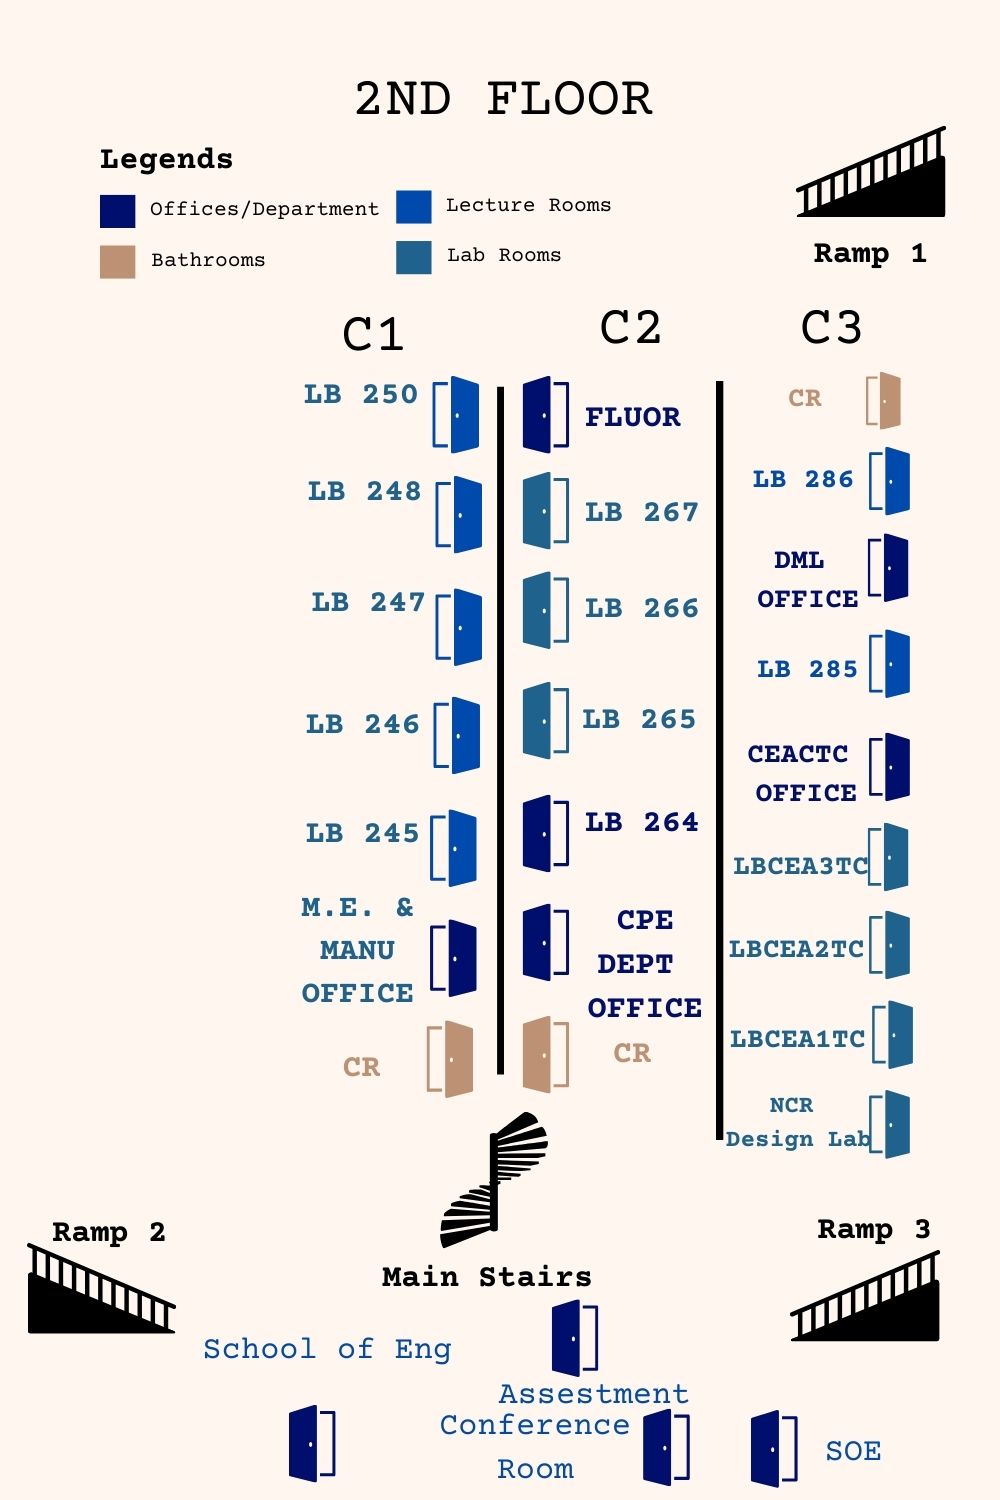 2ND FLOOR
Legends
Offices/Department
Lecture Rooms
Bathrooms
Lab Rooms
Ramp 1
C1
LB 250
LB 248
LB 247
LB 246
LB 245
M.E. &
MANU
OFFICE
CR
C2
FLUOR
LB 267
LB 266
LB 265
LB 264
CPE
DEPT
OFFICE
CR
C3
CR
LB 286
DML
OFFICE
LB 285
CEACTC
OFFICE
LBCEA3TC
LBCEA2TC
LBCEA1TC
NCR
Design Lab
Ramp 2
Main Stairs
Ramp 3
School of Eng
Assestment
Conference
Room
SOE